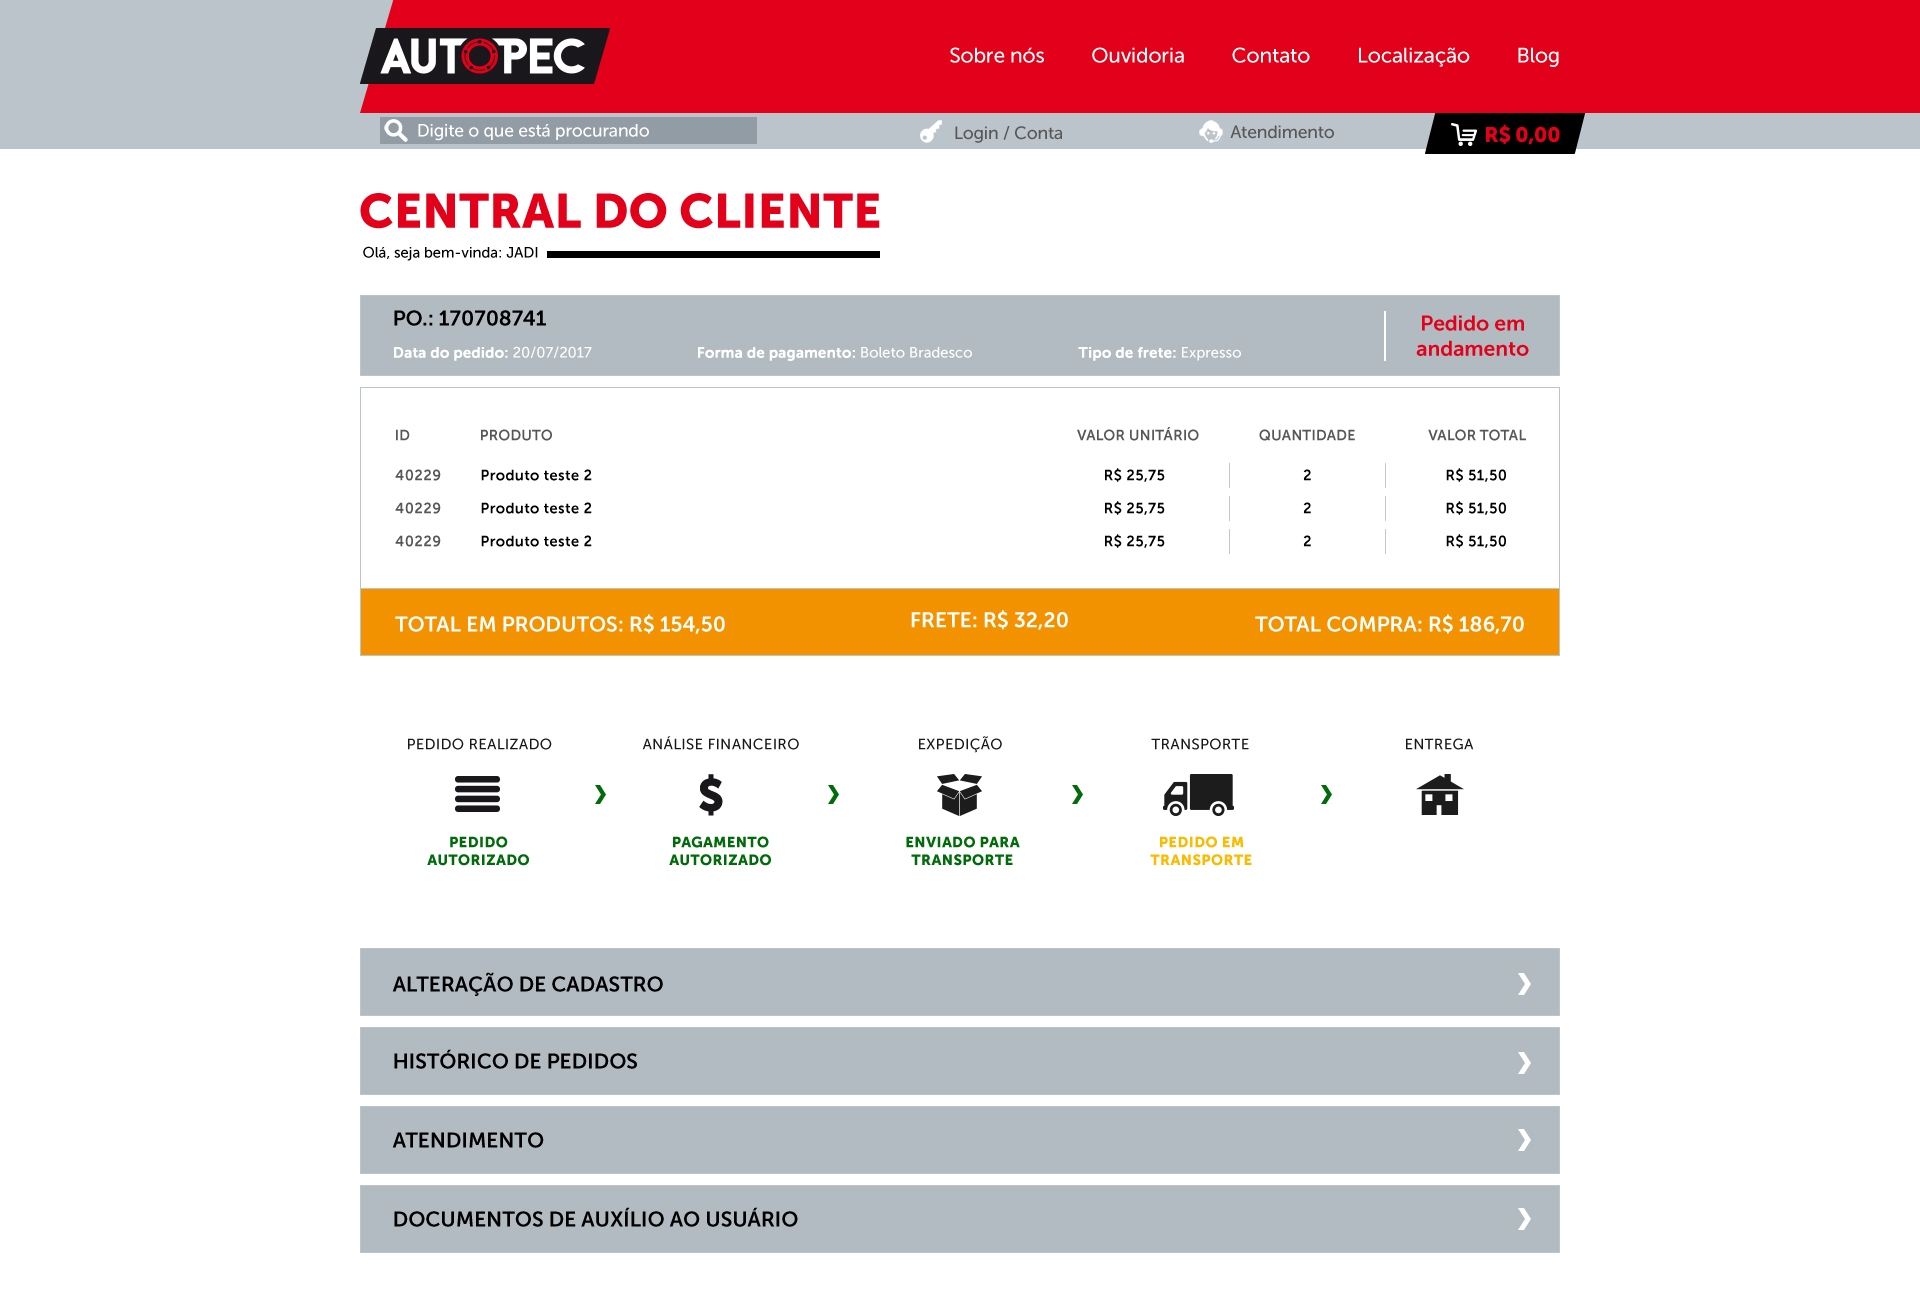 AUTOPEC
Sobre nós Ouvidoria Contato Localização Blog
Digite o que está procurando Login / Conta Atendimento R$ 0,00
CENTRAL DO CLIENTE
Olá, seja bem-vinda: JADI
PO.: 170708741
Data do pedido: 20/07/2017 Forma de pagamento: Boleto Bradesco Tipo de frete: Expresso
Pedido em
andamento
ID PRODUTO VALOR UNITÁRIO QUANTIDADE VALOR TOTAL
40229 Produto teste 2 R$ 25,75 2 R$ 51,50
40229 Produto teste 2 R$ 25,75 2 R$ 51,50
40229 Produto teste 2 R$ 25,75 2 R$ 51,50
TOTAL EM PRODUTOS: R$ 154,50 FRETE: R$ 32,20 TOTAL COMPRA: R$ 186,70
PEDIDO REALIZADO ANÁLISE FINANCEIRO EXPEDIÇÃO TRANSPORTE ENTREGA
PEDIDO
AUTORIZADO
PAGAMENTO
AUTORIZADO
ENVIADO PARA
TRANSPORTE
PEDIDO EM
TRANSPORTE
ALTERAÇÃO DE CADASTRO
HISTÓRICO DE PEDIDOS
ATENDIMENTO
DOCUMENTOS DE AUXÍLIO AO USUÁRIO